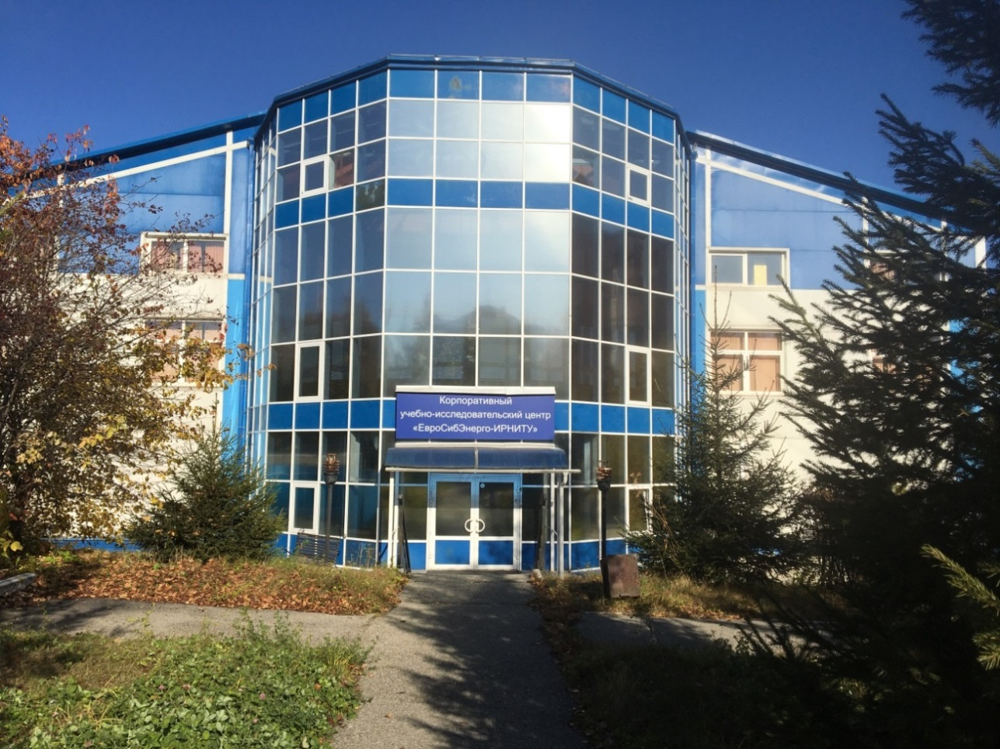 Корпоративный
учебно-исследовательский центр
«ЕвроСибЭнерго-ИРНИТУ»